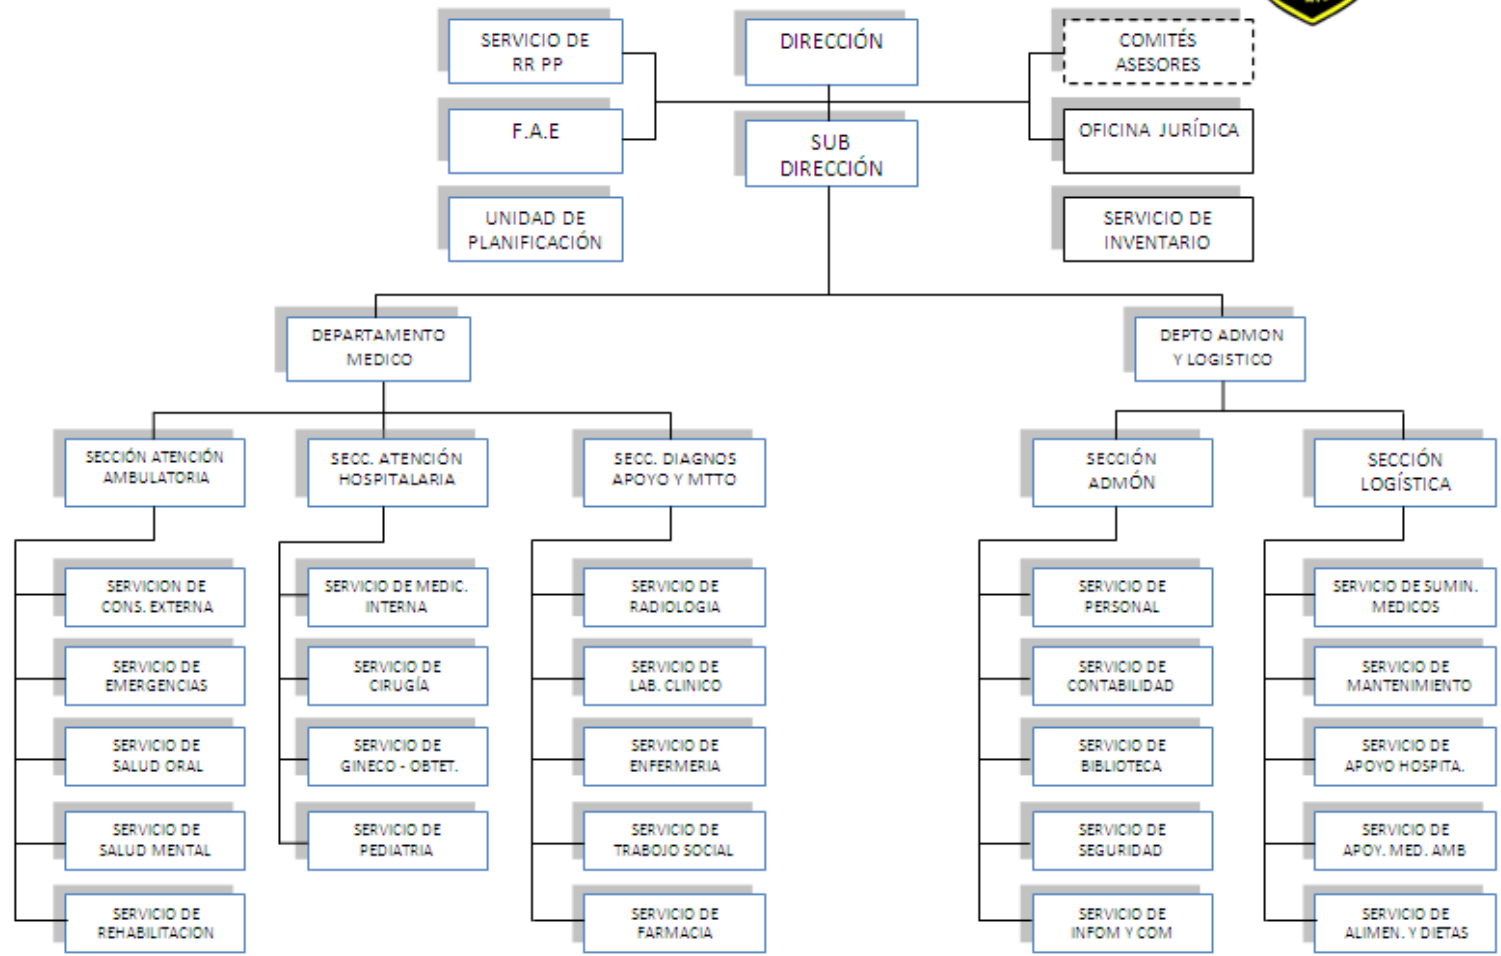 SERVICIO DE
RR PP
DIRECCIÓN
COMITÉS
ASESORES
F.A.E
SUB
DIRECCIÓN
OFICINA JURÍDICA
UNIDAD DE
PLANIFICACIÓN
SERVICIO DE
INVENTARIO
DEPARTAMENTO
MEDICO
DEPTO ADMON
Y LOGISTICO
SECCIÓN ATENCIÓN
AMBULATORIA
SECC. ATENCIÓN
HOSPITALARIA
SECC. DIAGNOS
APOYO Y MTTO
SECCIÓN
ADMÓN
SECCIÓN
LOGÍSTICA
SERVICION DE
CONS. EXTERNA
SERVICIO DE MEDIC.
INTERNA
SERVICIO DE
RADIOLOGIA
SERVICIO DE
PERSONAL
SERVICIO DE SUMIN.
MEDICOS
SERVICIO DE
EMERGENCIAS
SERVICIO DE
CIRUGÍA
SERVICIO DE
LAB. CLINICO
SERVICIO DE
CONTABILIDAD
SERVICIO DE
MANTENIMIENTO
SERVICIO DE
SALUD ORAL
SERVICIO DE
GINECO - OBTET.
SERVICIO DE
ENFERMERIA
SERVICIO DE
BIBLIOTECA
SERVICIO DE
APOYO HOSPITA.
SERVICIO DE
SALUD MENTAL
SERVICIO DE
PEDIATRIA
SERVICIO DE
TRABOJO SOCIAL
SERVICIO DE
SEGURIDAD
SERVICIO DE
APOY. MED. AMB
SERVICIO DE
REHABILITACION
SERVICIO DE
FARMACIA
SERVICIO DE
INFOM Y COM
SERVICIO DE
ALIMEN. Y DIETAS